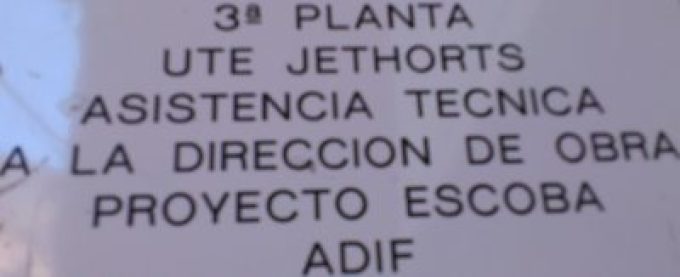 3ª PLANTA
UTE JETHORTS
ASISTENCIA TECNICA
A LA DIRECCION DE OBRA
PROYECTO ESCOBA
ADIF